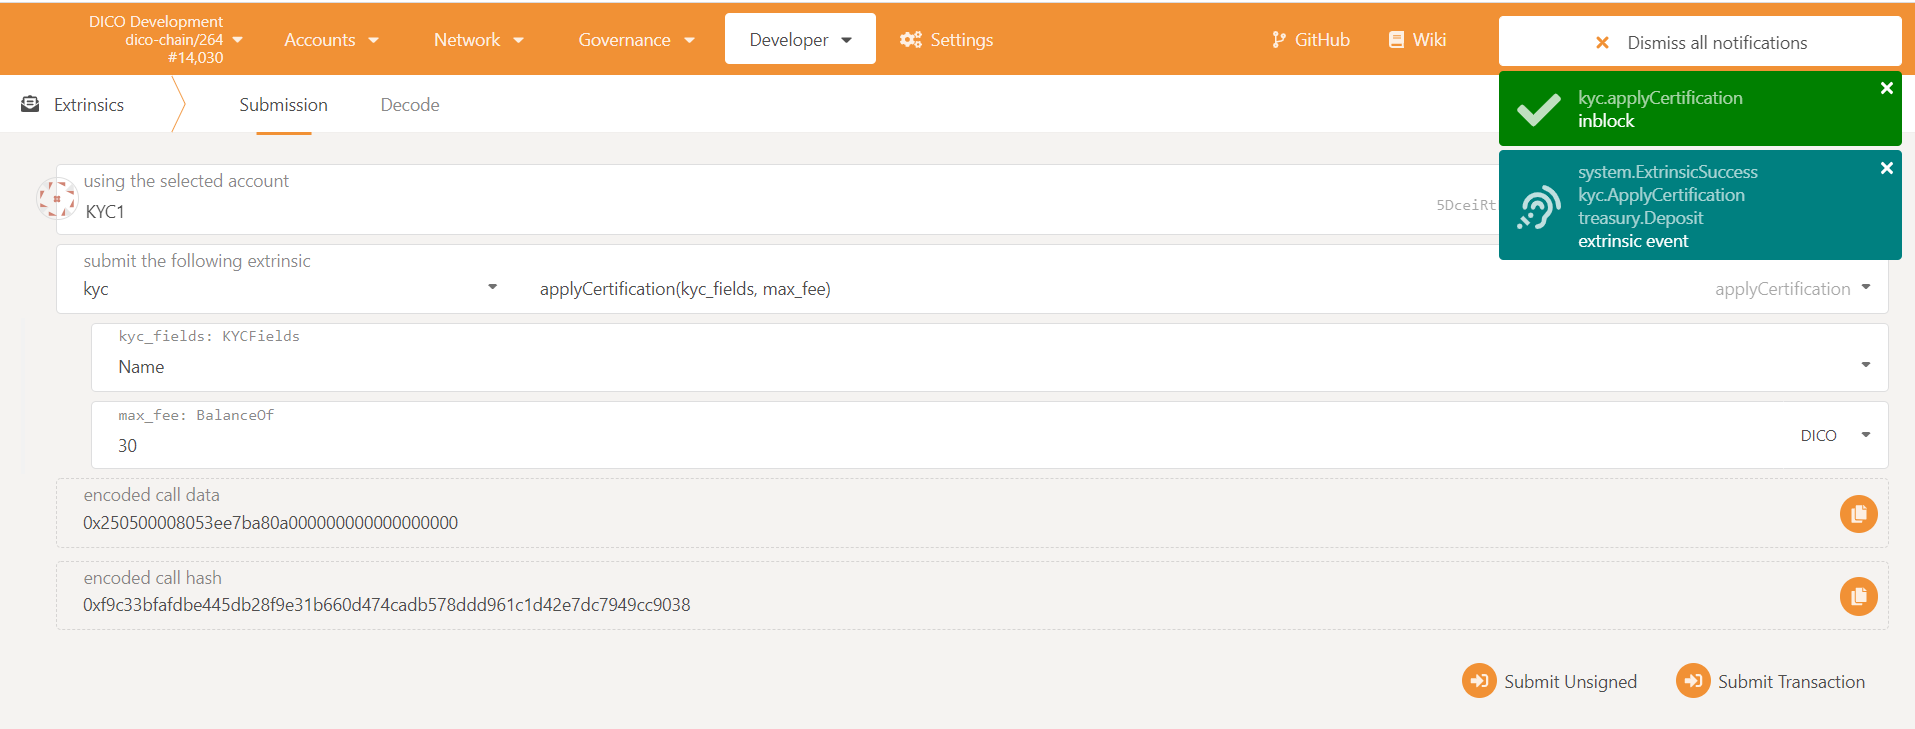 DICO Development
dico-chain/264
#14,030
Accounts
Network
Governance
Developer
Settings
GitHub
Wiki
Dismiss all notifications
Extrinsics
Submission
Decode
kyc.applyCertification
inblock
system.ExtrinsicSuccess
kyc.ApplyCertification
treasury.Deposit
extrinsic event
using the selected account
KYC1
5DceiRt
submit the following extrinsic
kyc
applyCertification(kyc_fields, max_fee)
applyCertification
kyc_fields: KYCFields
Name
max_fee: BalanceOf
30
DICO
encoded call data
0x250500008053ee7ba80a000000000000000000
encoded call hash
0xf9c33bfafdbe445db28f9e31b660d474cadb578ddd961c1d42e7dc7949cc9038
Submit Unsigned
Submit Transaction